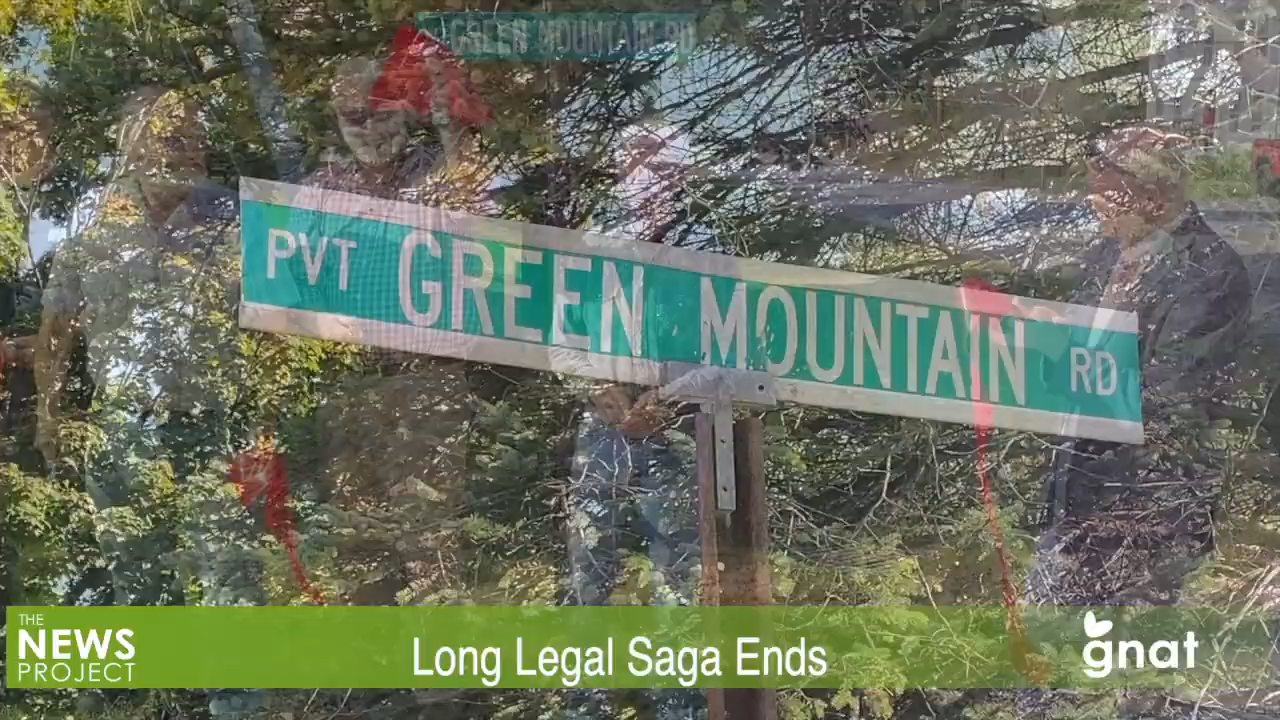 GREEN MOUNTAIN RD
PVT GREEN MOUNTAIN RD
THE
NEWS
PROJECT
Long Legal Saga Ends
gnat